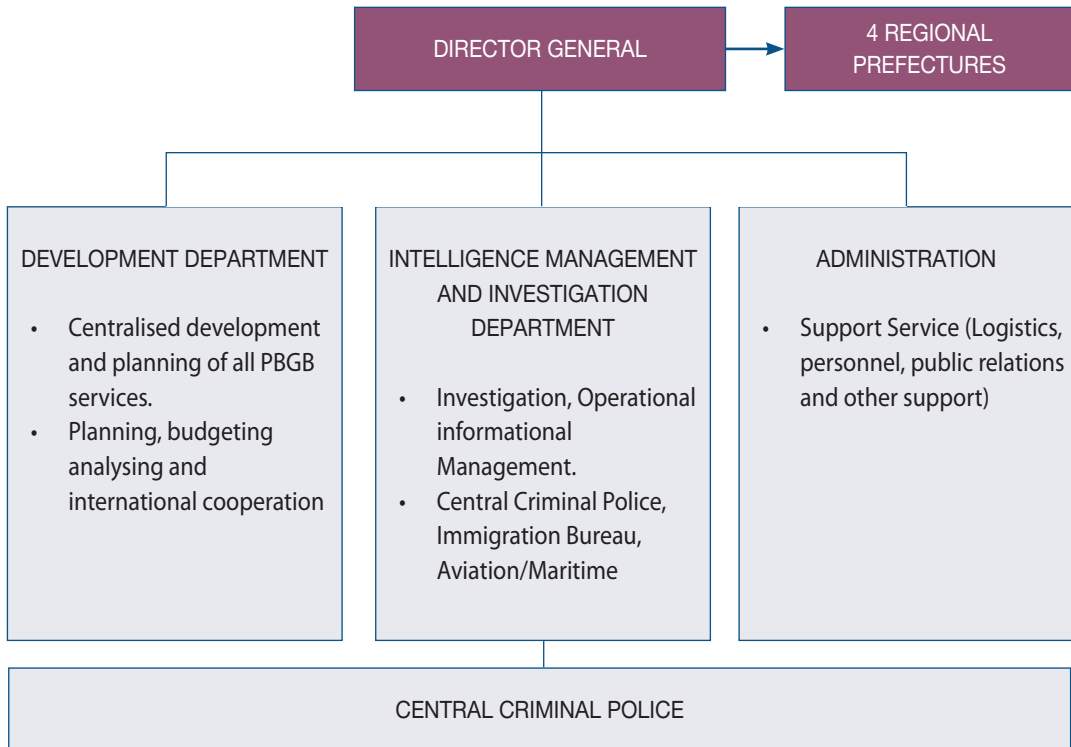 DIRECTOR GENERAL
4 REGIONAL
PREFECTURES
DEVELOPMENT DEPARTMENT
• Centralised development
and planning of all PBGB
services.
• Planning, budgeting
analysing and
international cooperation
INTELLIGENCE MANAGEMENT
AND INVESTIGATION
DEPARTMENT
• Investigation, Operational
informational
Management.
• Central Criminal Police,
Immigration Bureau,
Aviation/Maritime
ADMINISTRATION
• Support Service (Logistics,
personnel, public relations
and other support)
CENTRAL CRIMINAL POLICE